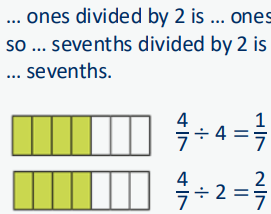 ... ones divided by 2 is ... ones
so ... sevenths divided by 2 is
... sevenths.
4/7 ÷ 4 = 1/7
4/7 ÷ 2 = 2/7